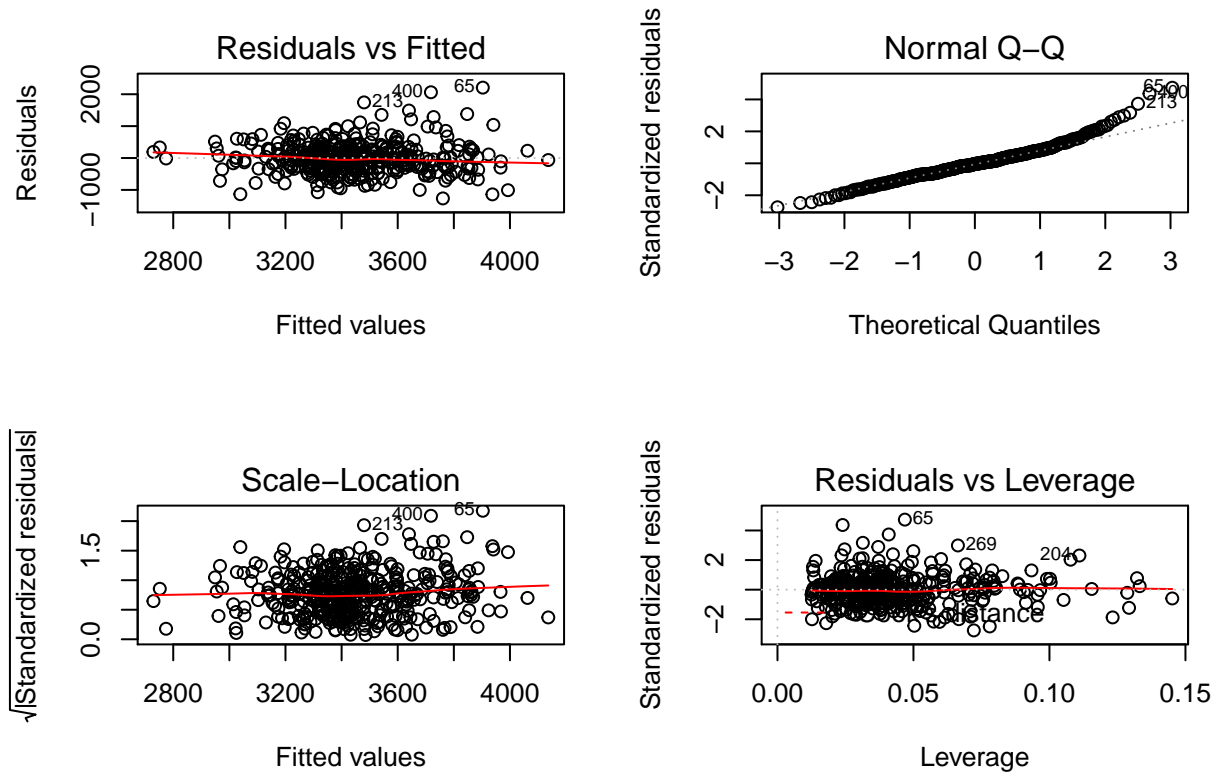 Residuals vs Fitted
Residuals
2000
−1000
400
65
213
2800 3200 3600 4000
Fitted values
Normal Q−Q
Standardized residuals
2
−2
213
−3 −2 −1 0 1 2 3
Theoretical Quantiles
Scale−Location
√|Standardized residuals|
1.5
0.0
400
65
213
2800 3200 3600 4000
Fitted values
Residuals vs Leverage
Standardized residuals
2
−2
65
269
204
distance
0.00 0.05 0.10 0.15
Leverage